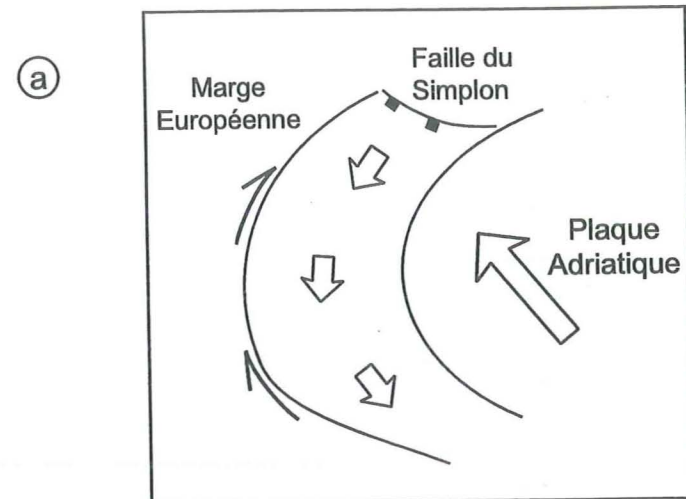 a
Marge
Européenne
Faille du
Simplon
Plaque
Adriatique